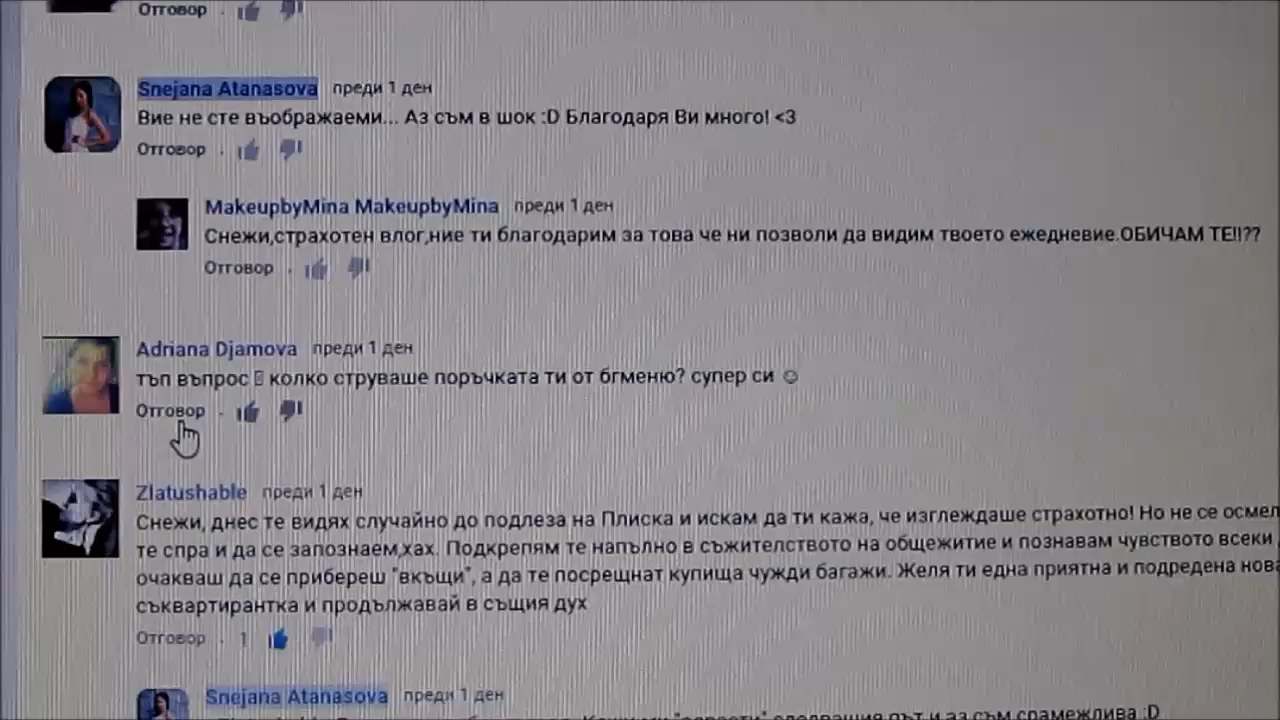 Отговор
Snejana Atanasova преди 1 ден
Вие не сте въображаеми... Аз съм в шок :D Благодаря Ви много! <3
Отговор
MakeupbyMina MakeupbyMina преди 1 ден
Снежи,страхотен влог,ние ти благодарим за това че ни позволи да видим твоето ежедневие.ОБИЧАМ ТЕ!!??
Отговор
Adriana Djamova преди 1 ден
тъп въпрос колко струваше поръчката ти от бгменю? супер си ☺
Отговор
Zlatushable преди 1 ден
Снежи, днес те видях случайно до подлеза на Плиска и искам да ти кажа, че изглеждаше страхотно! Но не се осмел
те спра и да се запознаем,хах. Подкрепям те напълно в съжителството на общежитие и познавам чувството всеки
очакваш да се прибереш "вкъщи", а да те посрещнат купища чужди багажи. Желя ти една приятна и подредена нова
съквартирантка и продължавай в същия дух
Отговор 1
Snejana Atanasova преди 1 ден
следващия път и аз съм срамежлива :D